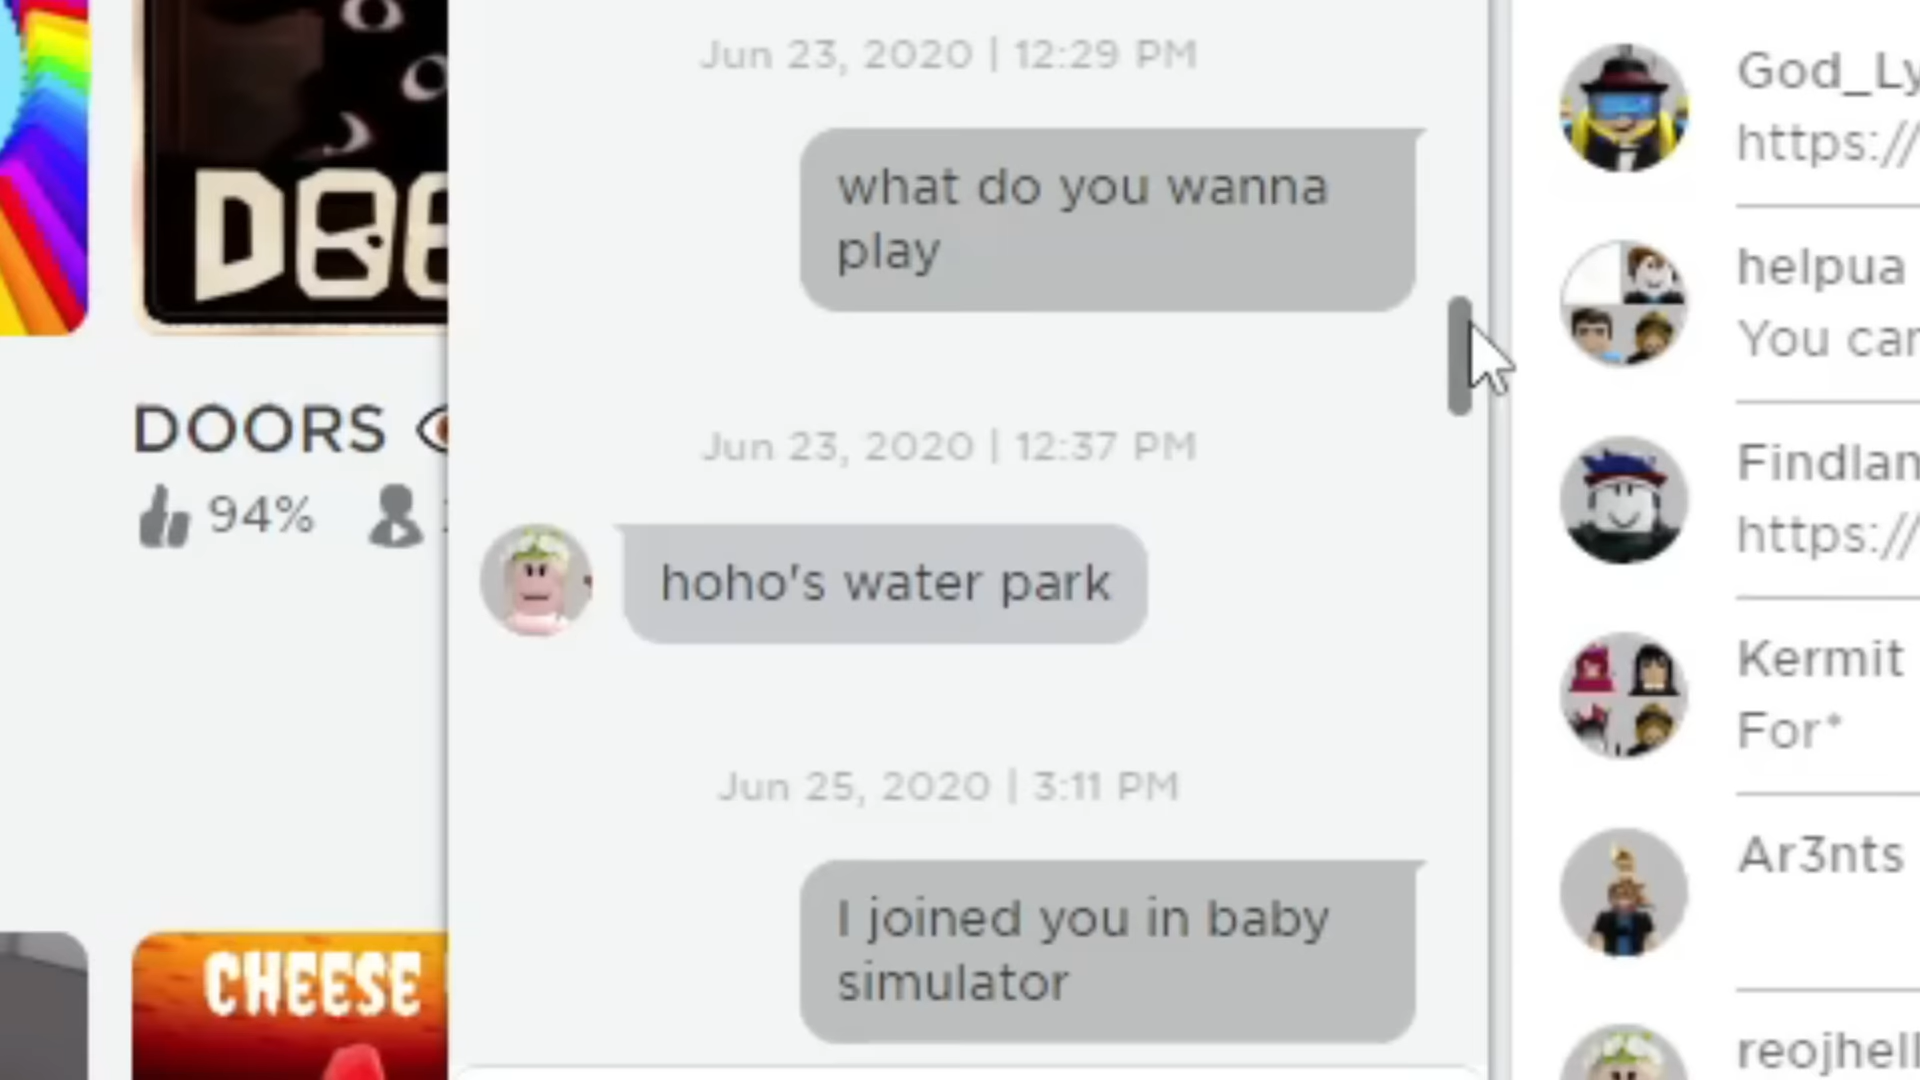 DOORS
94%
CHEESE
Jun 23, 2020 | 12:29 PM
what do you wanna
play
Jun 23, 2020 | 12:37 PM
hoho's water park
Jun 25, 2020 | 3:11 PM
I joined you in baby
simulator
God_Ly
https://
helpua
You car
Findlan
https://
Kermit
For*
Ar3nts
reojhell